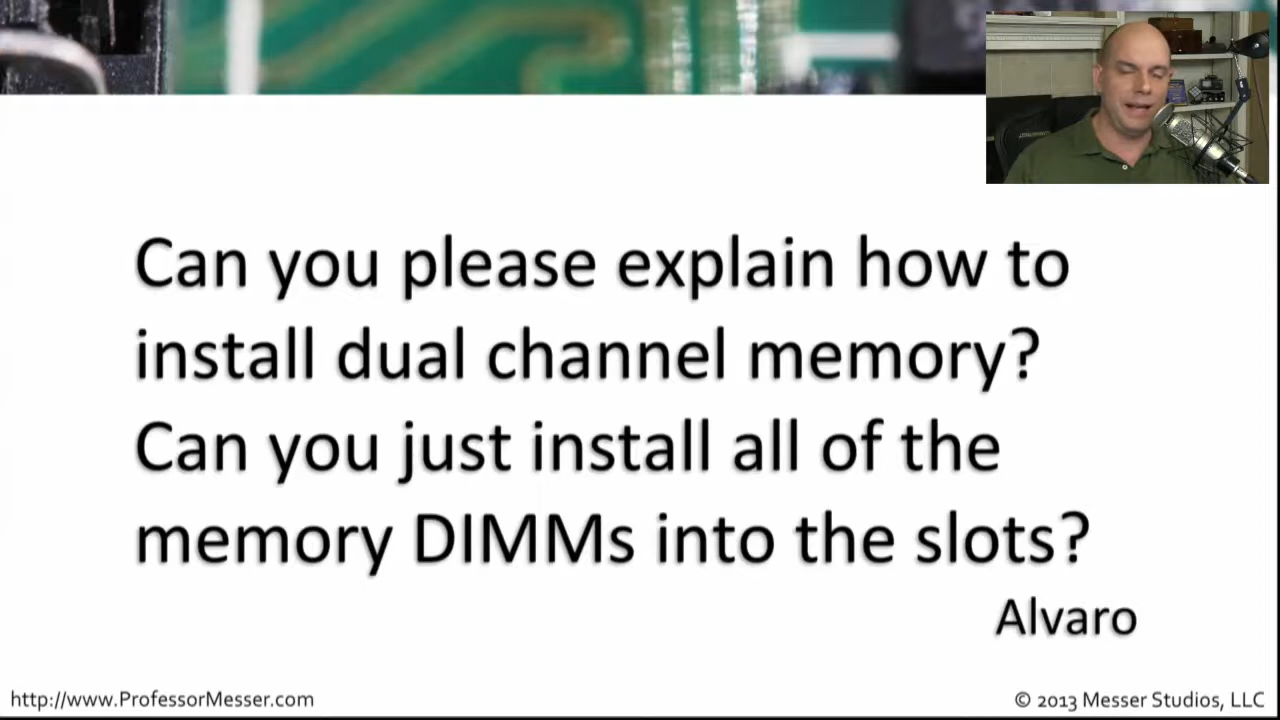 Can you please explain how to
install dual channel memory?
Can you just install all of the
memory DIMMs into the slots?
Alvaro
http://www.ProfessorMesser.com
© 2013 Messer Studios, LLC